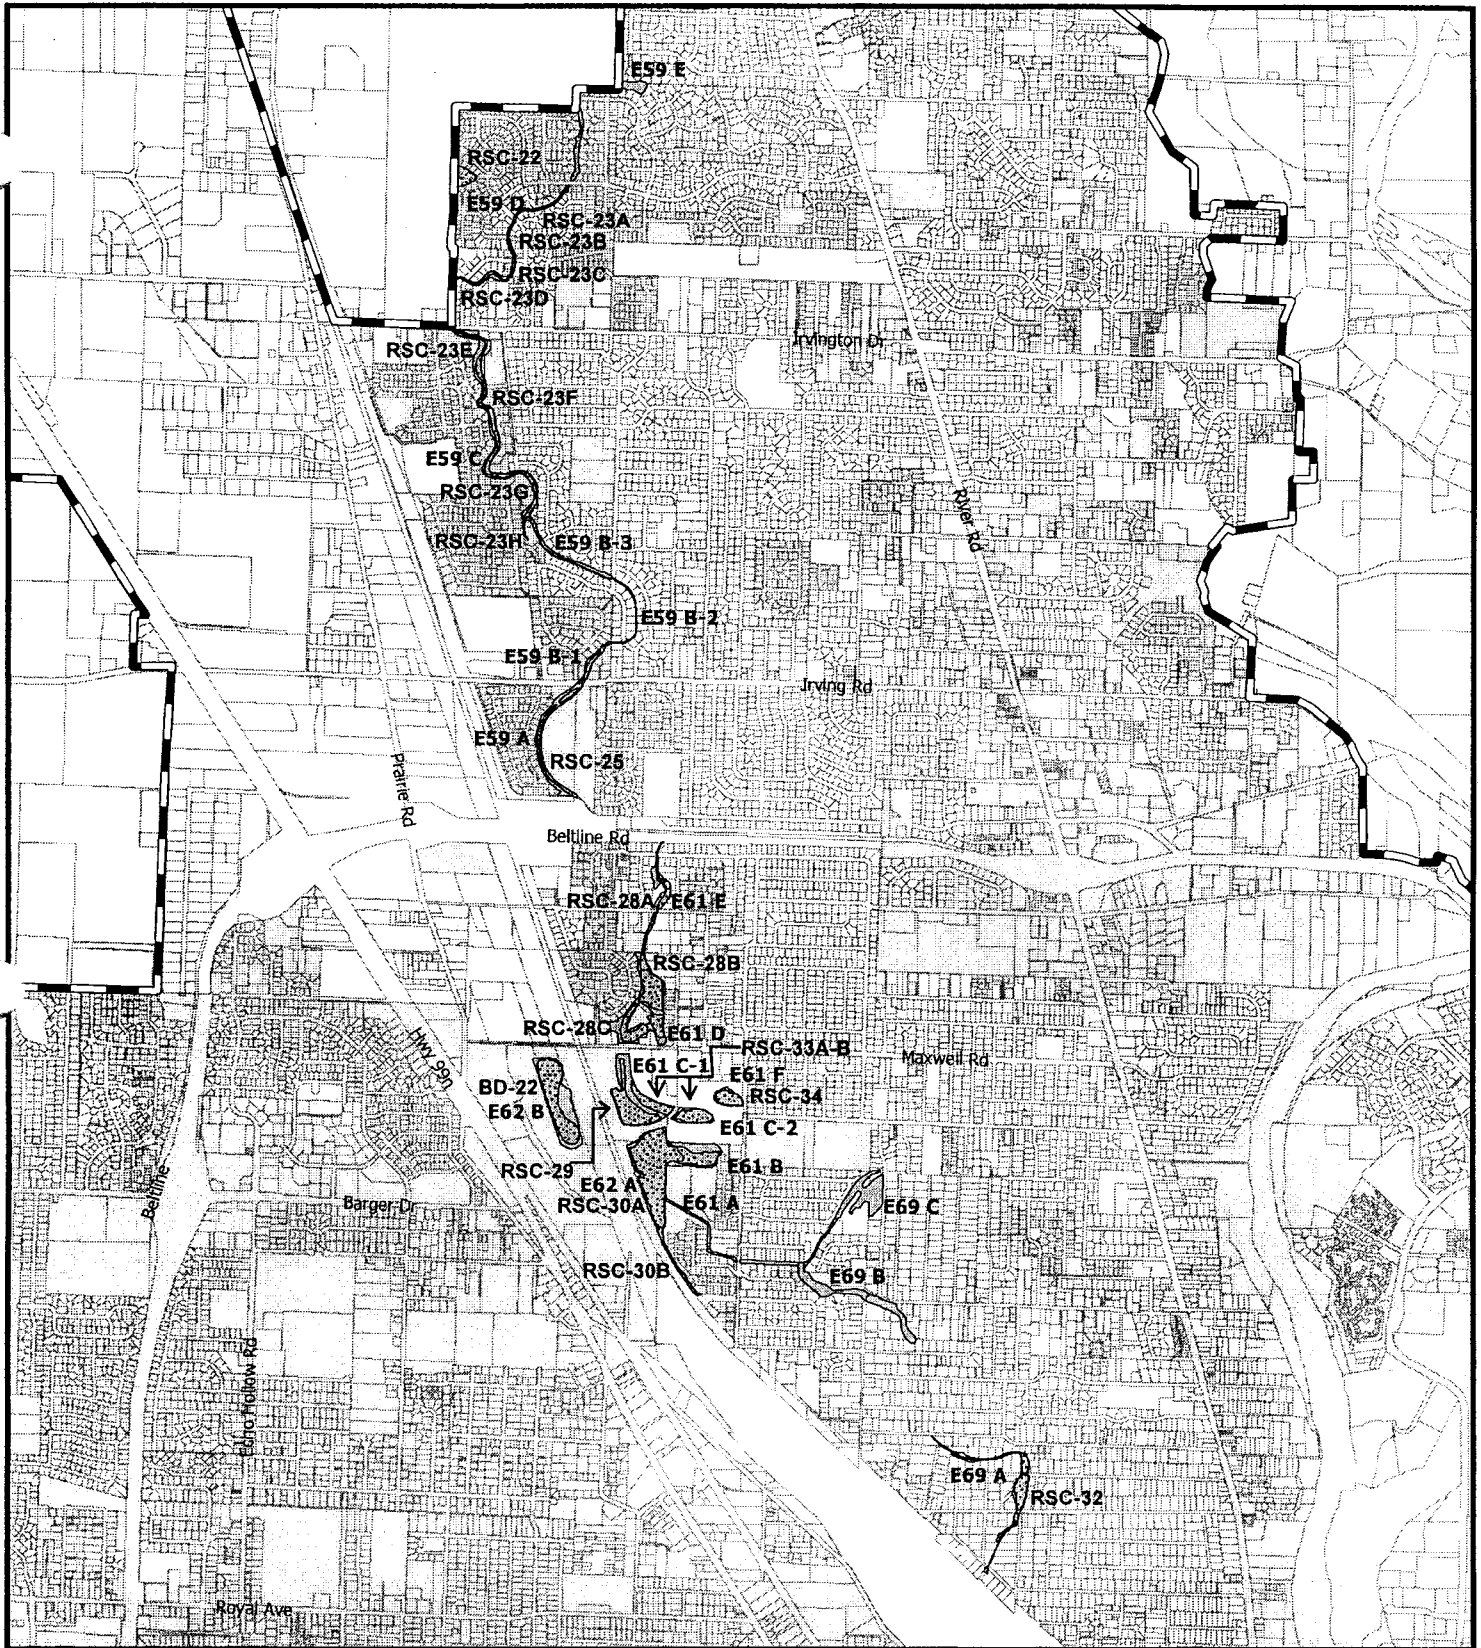 E59 E
RSC-22
E59 D
RSC-23A
RSC-23B
RSC-23C
RSC-23D
Irvington Dr
RSC-23E
RSC-23F
E59 C
RSC-23G
River Rd
RSC-23H
E59 B-3
E59 B-2
E59 B-1
Irving Rd
E59 A
RSC-25
Prairie Rd
Beltline Rd
RSC-28A
E61 E
RSC-28B
RSC-28C
E61 D
RSC-33A-B
Hwy 99n
Maxwell Rd
E61 C-1
E61 F
BD-22
RSC-34
E62 B
E61 C-2
RSC-29
E61 B
E62 A
Beltline
Barger Dr
RSC-30A
E61 A
E69 C
RSC-30B
E69 B
Echo Hollow Rd
E69 A
RSC-32
Royal Ave